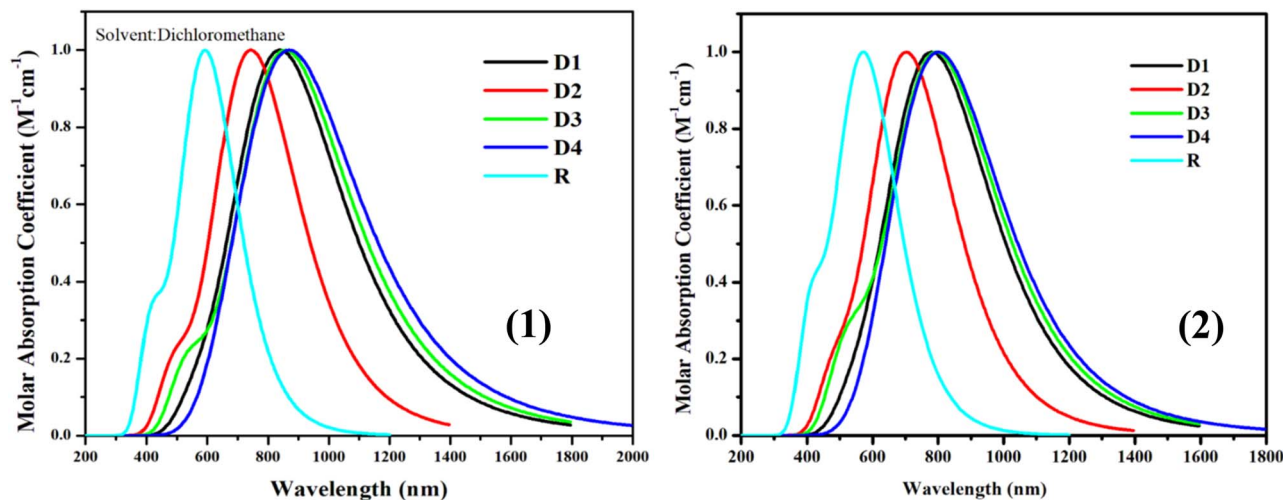 Solvent:Dichloromethane
Molar Absorption Coefficient (M⁻¹cm⁻¹)
1.0
0.8
0.6
0.4
0.2
0.0
D1
D2
D3
D4
R
(1)
200 400 600 800 1000 1200 1400 1600 1800 2000
Wavelength (nm)
Molar Absorption Coefficient (M⁻¹cm⁻¹)
1.0
0.8
0.6
0.4
0.2
0.0
D1
D2
D3
D4
R
(2)
200 400 600 800 1000 1200 1400 1600 1800
Wavelength (nm)